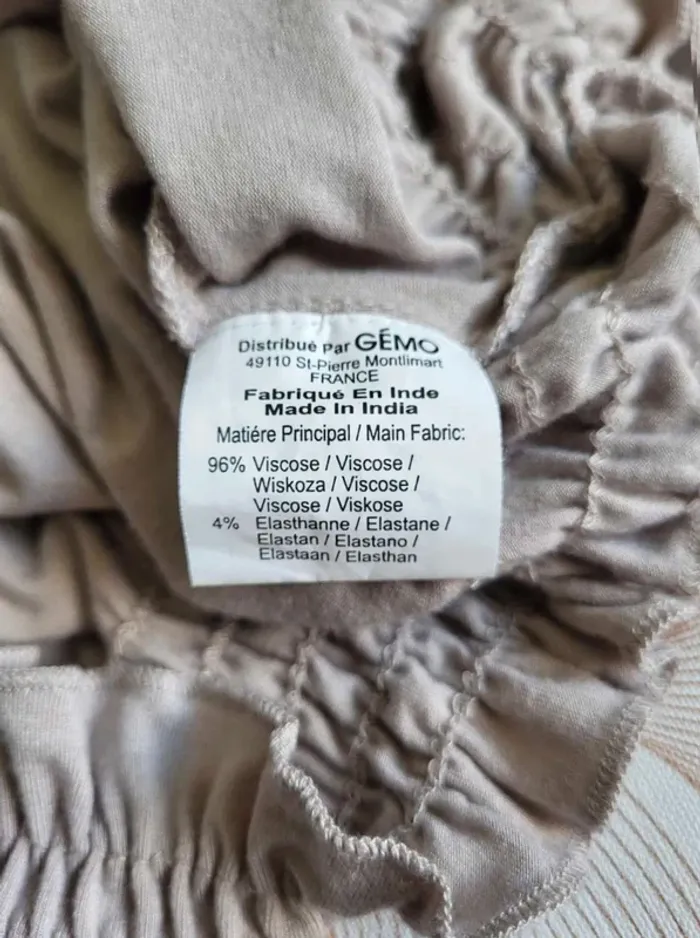 Distribué Par GÉMO
49110 St-Pierre Montlimart
FRANCE
Fabriqué En Inde
Made In India
Matiére Principal / Main Fabric:
96% Viscose / Viscose /
Wiskoza / Viscose /
Viscose / Viskose
4% Elasthanne / Elastane /
Elastan / Elastano /
Elastaan / Elasthan